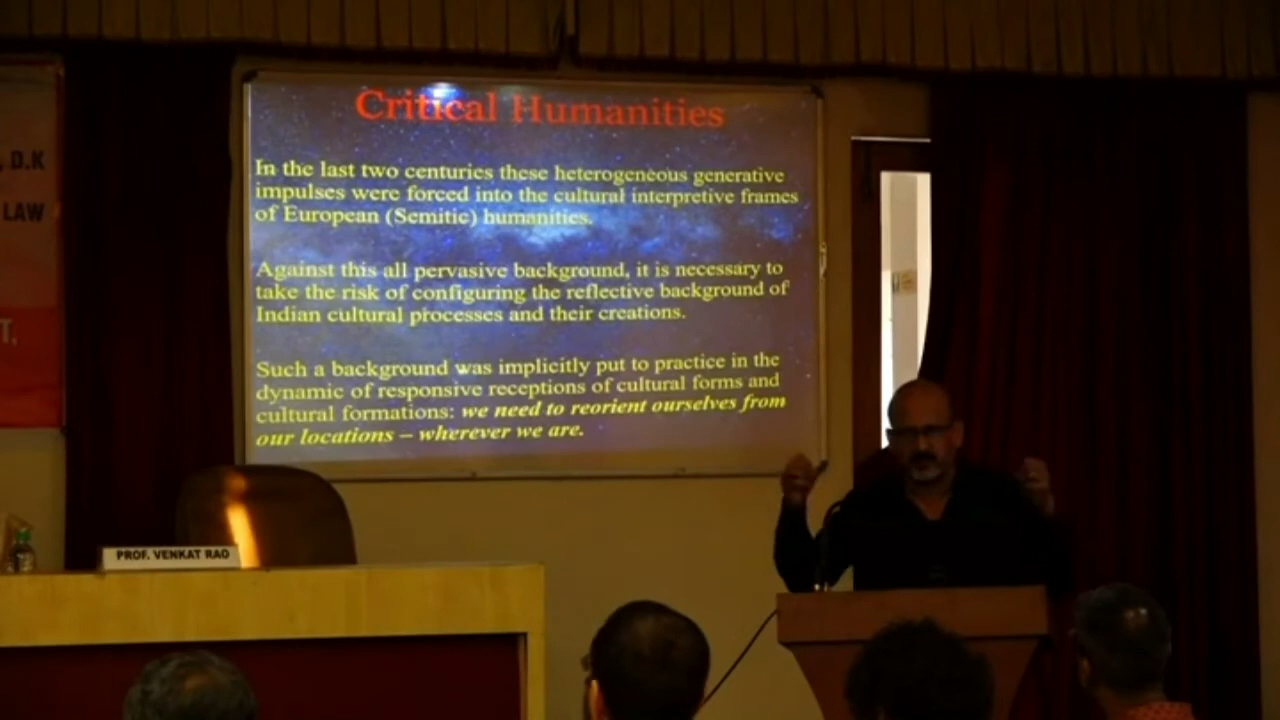 , D.K
LAW
T,
Critical Humanities
In the last two centuries these heterogeneous generative
impulses were forced into the cultural interpretive frames
of European (Semitic) humanities.
Against this all pervasive background, it is necessary to
take the risk of configuring the reflective background of
Indian cultural processes and their creations.
Such a background was implicitly put to practice in the
dynamic of responsive receptions of cultural forms and
cultural formations: we need to reorient ourselves from
our locations – wherever we are.
PROF. VENKAT RAO